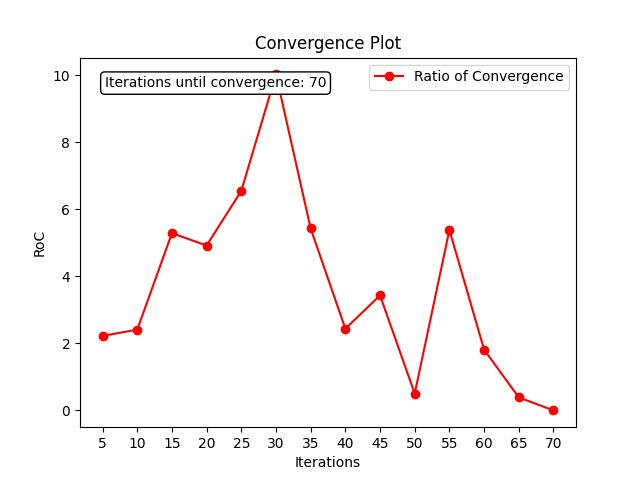 Convergence Plot
Iterations until convergence: 70
Ratio of Convergence
10
8
6
4
2
0
RoC
5 10 15 20 25 30 35 40 45 50 55 60 65 70
Iterations